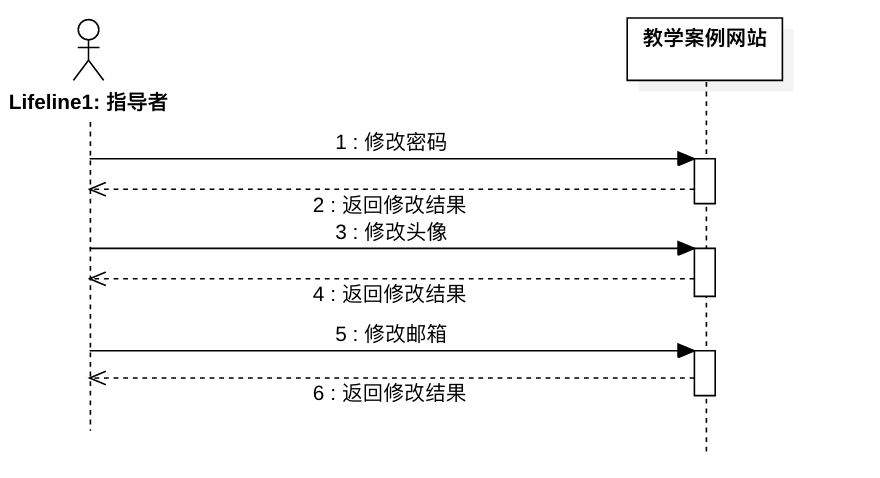 教学案例网站
Lifeline1: 指导者
1 : 修改密码
2 : 返回修改结果
3 : 修改头像
4 : 返回修改结果
5 : 修改邮箱
6 : 返回修改结果